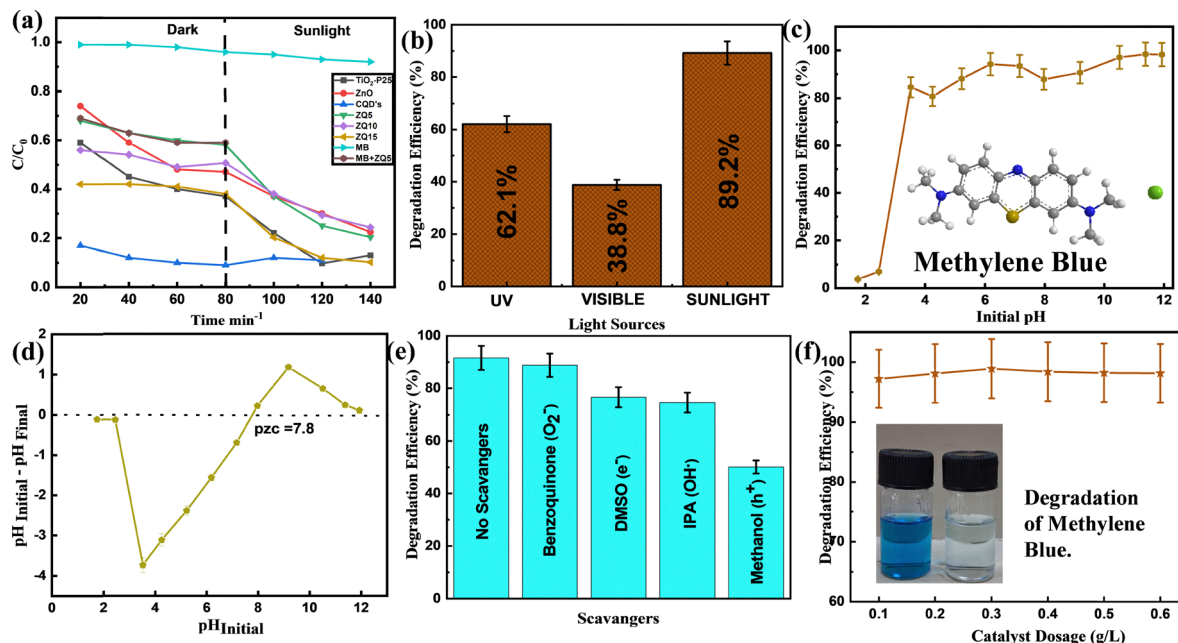 (a)
Dark
Sunlight
1.0
0.8
0.6
0.4
0.2
0.0
C/C0
TiO2-P25
ZnO
CQD's
ZQ5
ZQ10
ZQ15
MB
MB+ZQ5
20 40 60 80 100 120 140
Time min-1
(b)
80
60
40
20
0
Degradation Efficiency (%)
62.1%
38.8%
89.2%
UV VISIBLE SUNLIGHT
Light Sources
(c)
100
80
60
40
20
0
Degradation Efficiency (%)
Methylene Blue
2 4 6 8 10 12
Initial pH
(d)
2
1
0
-1
-2
-3
-4
pH Initial - pH Final
pzc =7.8
0 2 4 6 8 10 12
pHInitial
(e)
100
80
60
40
20
0
Degradation Efficiency (%)
No Scavangers
Benzoquinone (O2-)
DMSO (e-)
IPA (OH·)
Methanol (h+)
Scavangers
(f)
100
90
80
70
60
Degradation Efficiency (%)
Degradation
of Methylene
Blue.
0.1 0.2 0.3 0.4 0.5 0.6
Catalyst Dosage (g/L)